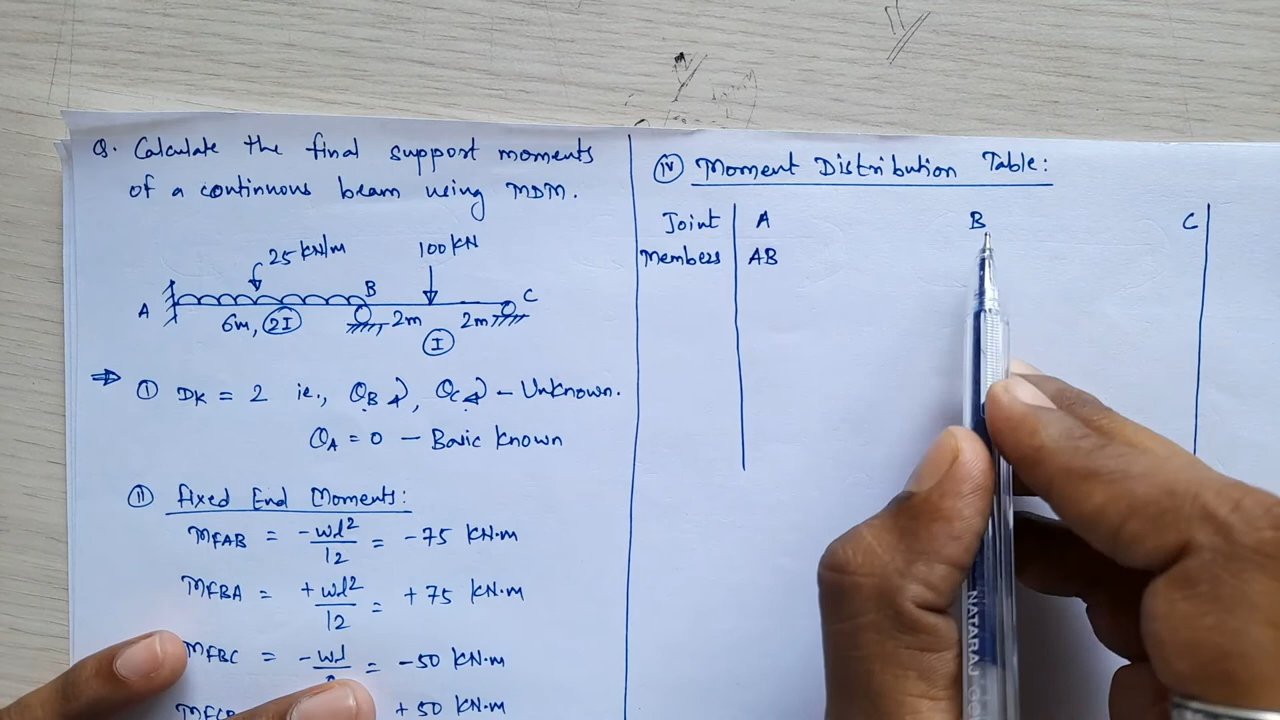 Q. Calculate the final support moments
of a continuous beam using MDM.
25 kN/m
100 KN
A
B
C
6m, 2I
2m
2m
I
⇒ ① DK = 2 ie., θB, θC - Unknown.
θA = 0 - Basic Known
Ⅱ Fixed End Moments:
MFAB = -wl²/12 = -75 KN.m
MFBA = +wl²/12 = +75 KN.m
MFBC = -wl = -50 KN.m
+50 KN.m
ⅳ Moment Distribution Table:
Joint A B C
Members AB
NATARAJ